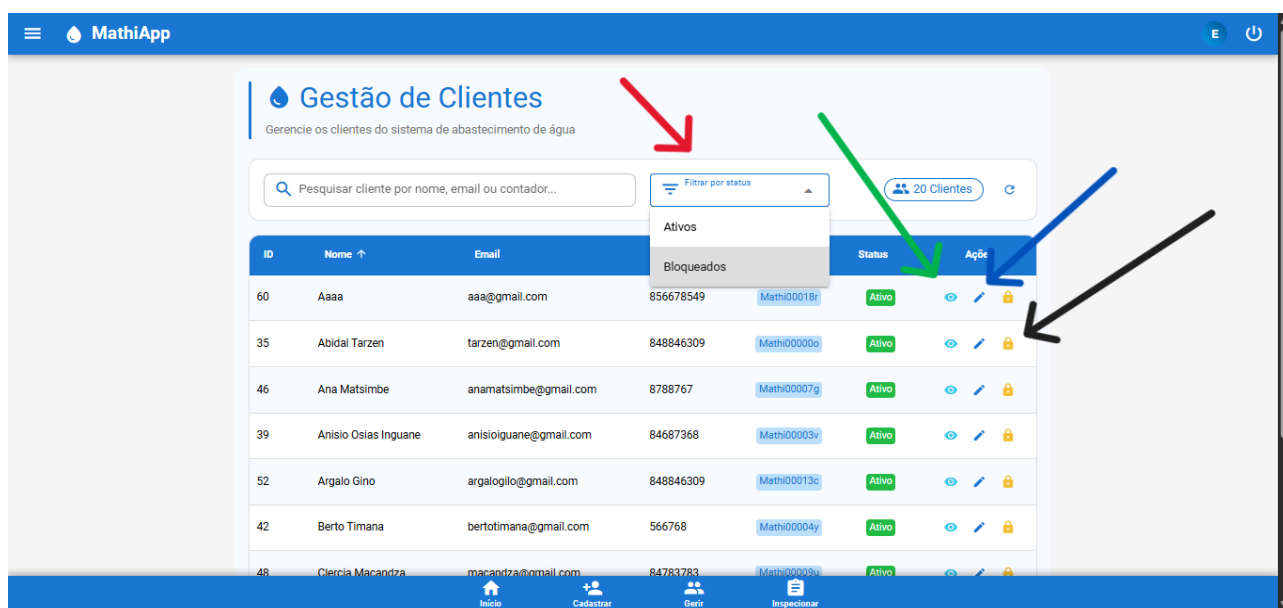 MathiApp
E
Gestão de Clientes
Gerencie os clientes do sistema de abastecimento de água
Pesquisar cliente por nome, email ou contador...
Filtrar por status
20 Clientes
Ativos
Bloqueados
ID Nome Email Status
60 Aaaa aaa@gmail.com 856678549 Mathi00018r Ativo
35 Abidal Tarzen tarzen@gmail.com 848846309 Mathi00000o Ativo
46 Ana Matsimbe anamatsimbe@gmail.com 8788767 Mathi00007g Ativo
39 Anisio Osias Inguane anisioiguane@gmail.com 84687368 Mathi00003v Ativo
52 Argalo Gino argalogilo@gmail.com 848846309 Mathi00013c Ativo
42 Berto Timana bertotimana@gmail.com 566768 Mathi00004y Ativo
48 Clercia Macandza macandza@gmail.com 84783783 Mathi00009u Ativo
Início Cadastrar Gerir Inspecionar